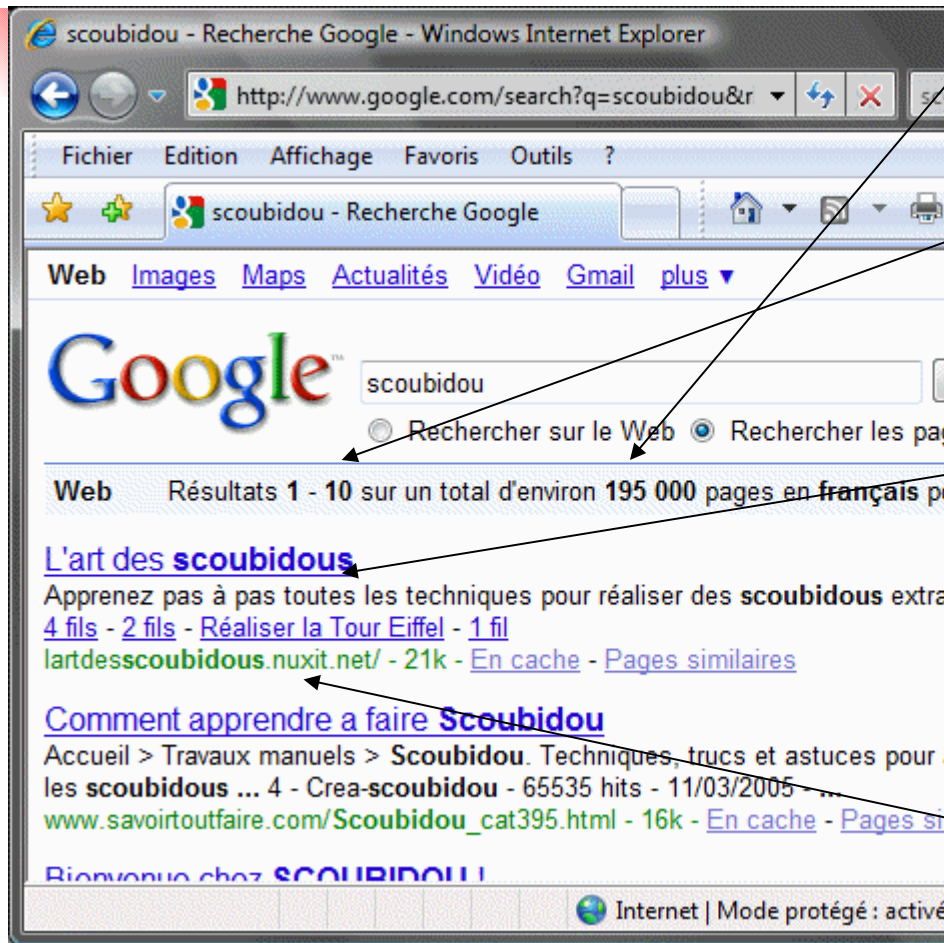 scoubidou - Recherche Google - Windows Internet Explorer
http://www.google.com/search?q=scoubidou&r
Fichier Edition Affichage Favoris Outils ?
scoubidou - Recherche Google
Web Images Maps Actualités Vidéo Gmail plus ▼
Google™
scoubidou
Rechercher sur le Web Rechercher les pag
Web Résultats 1 - 10 sur un total d'environ 195 000 pages en français p
L'art des scoubidous
Apprenez pas à pas toutes les techniques pour réaliser des scoubidous extra
4 fils - 2 fils - Réaliser la Tour Eiffel - 1 fil
lartdesscoubidous.nuxit.net/ - 21k - En cache - Pages similaires
Comment apprendre a faire Scoubidou
Accueil > Travaux manuels > Scoubidou. Techniques, trucs et astuces pour
les scoubidous ... 4 - Crea-scoubidou - 65535 hits - 11/03/2005 - ...
www.savoirtoutfaire.com/Scoubidou_cat395.html - 16k - En cache - Pages si
Bienvenue chez SCOUBIDOU !
Internet | Mode protégé : activé